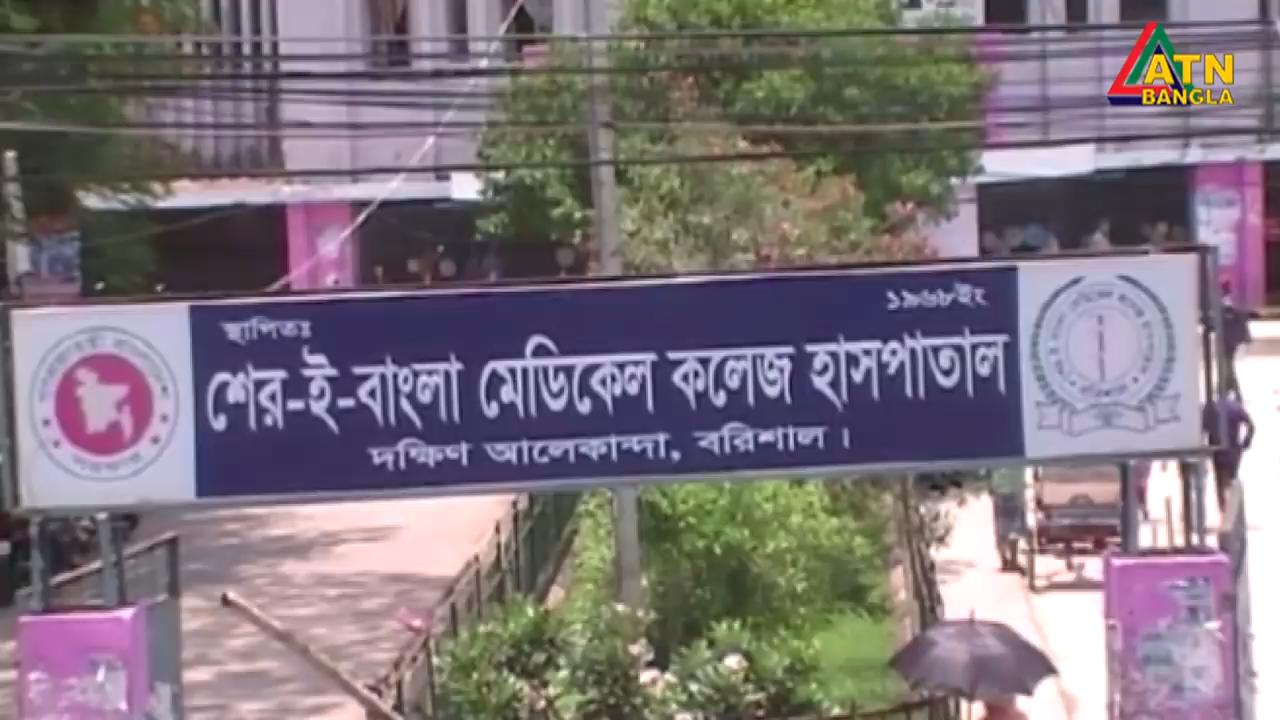 ATN
BANGLA
স্থাপিতঃ ১৯৬৮ইং
শের-ই-বাংলা মেডিকেল কলেজ হাসপাতাল
দক্ষিণ আলেকান্দা, বরিশাল।